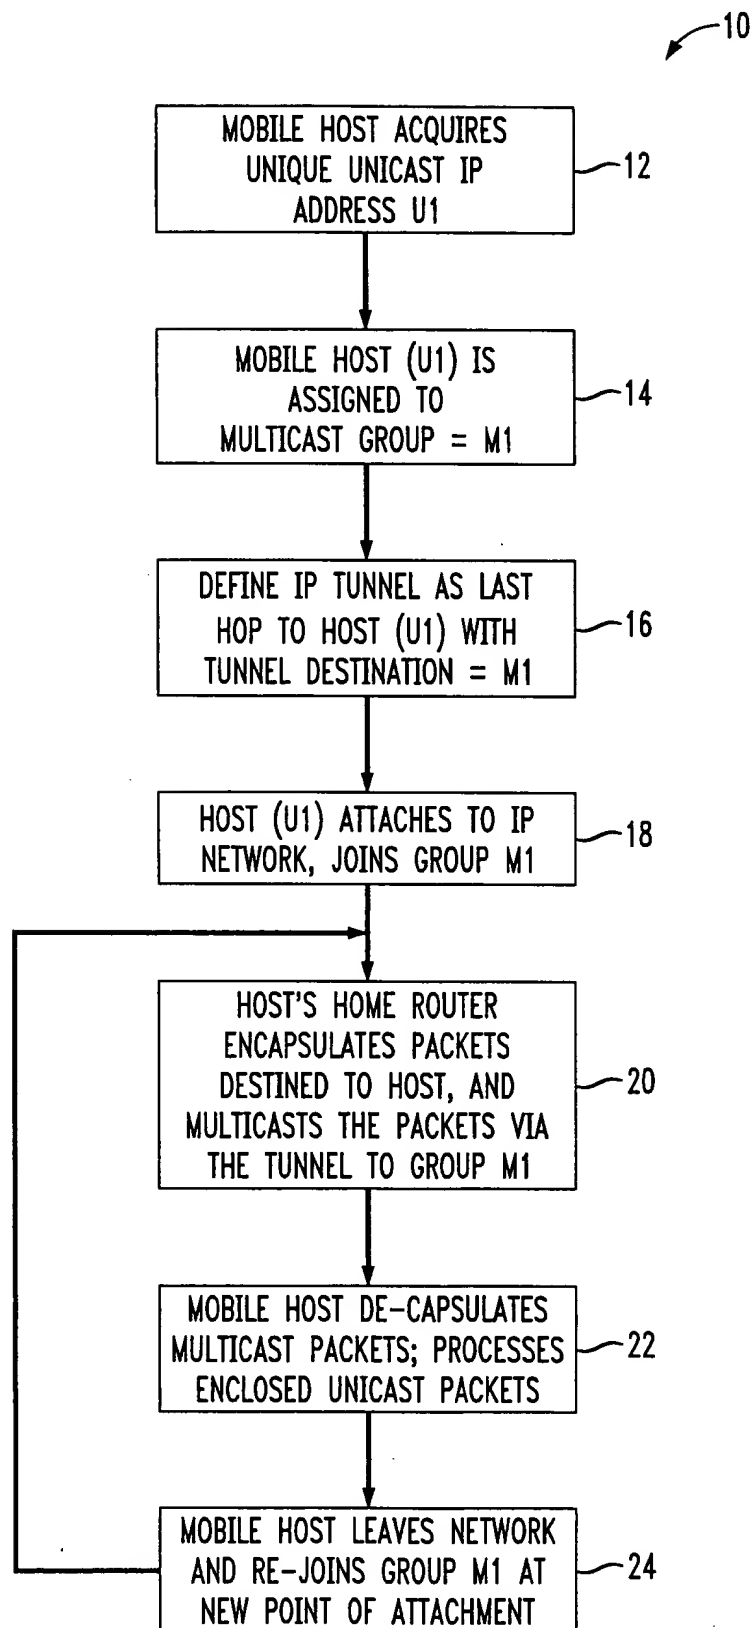 10
MOBILE HOST ACQUIRES
UNIQUE UNICAST IP
ADDRESS U1
12
MOBILE HOST (U1) IS
ASSIGNED TO
MULTICAST GROUP = M1
14
DEFINE IP TUNNEL AS LAST
HOP TO HOST (U1) WITH
TUNNEL DESTINATION = M1
16
HOST (U1) ATTACHES TO IP
NETWORK, JOINS GROUP M1
18
HOST'S HOME ROUTER
ENCAPSULATES PACKETS
DESTINED TO HOST, AND
MULTICASTS THE PACKETS VIA
THE TUNNEL TO GROUP M1
20
MOBILE HOST DE-CAPSULATES
MULTICAST PACKETS; PROCESSES
ENCLOSED UNICAST PACKETS
22
MOBILE HOST LEAVES NETWORK
AND RE-JOINS GROUP M1 AT
NEW POINT OF ATTACHMENT
24